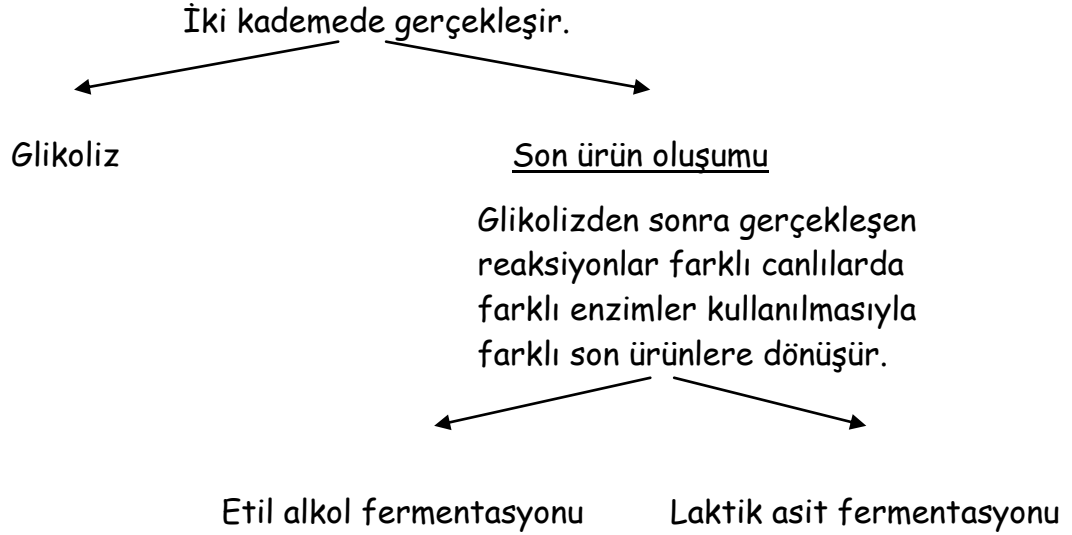 İki kademede gerçekleşir.
Glikoliz
Son ürün oluşumu
Glikolizden sonra gerçekleşen
reaksiyonlar farklı canlılarda
farklı enzimler kullanılmasıyla
farklı son ürünlere dönüşür.
Etil alkol fermentasyonu
Laktik asit fermentasyonu